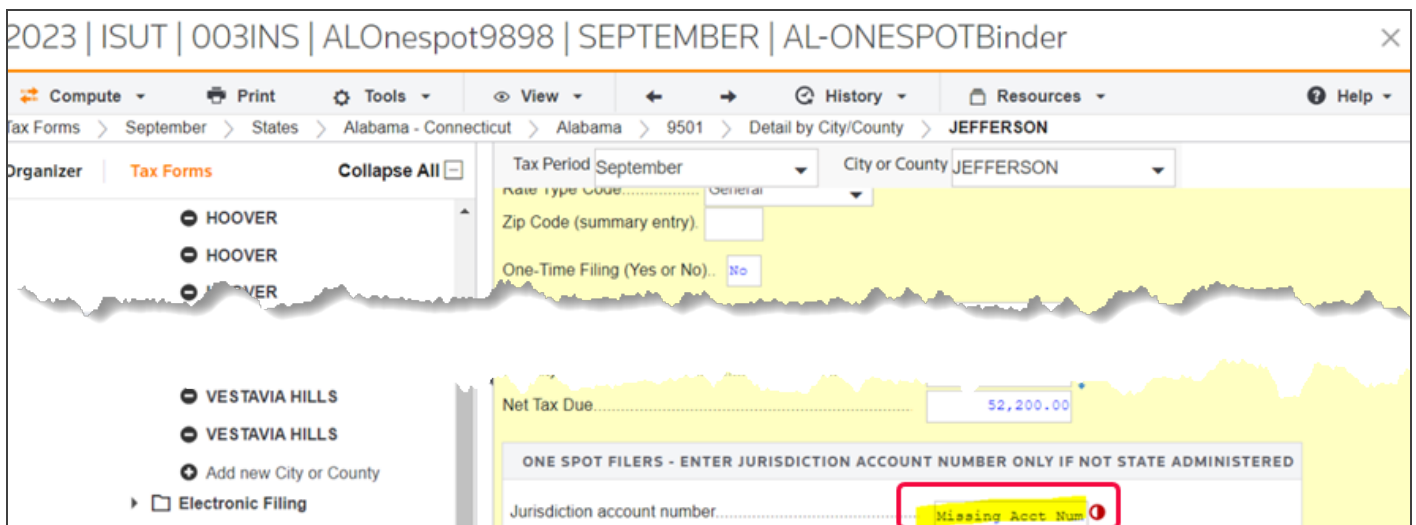 2023 | ISUT | 003INS | ALOnespot9898 | SEPTEMBER | AL-ONESPOTBinder
Compute Print Tools View History Resources Help
Tax Forms > September > States > Alabama - Connecticut > Alabama > 9501 > Detail by City/County > JEFFERSON
Organizer Tax Forms Collapse All
Tax Period September City or County JEFFERSON
Rate Type Code................. General
HOOVER
Zip Code (summary entry).
HOOVER
One-Time Filing (Yes or No).. No
VESTAVIA HILLS
Net Tax Due 52,200.00
VESTAVIA HILLS
ONE SPOT FILERS - ENTER JURISDICTION ACCOUNT NUMBER ONLY IF NOT STATE ADMINISTERED
Add new City or County
Electronic Filing
Jurisdiction account number Missing Acct Num